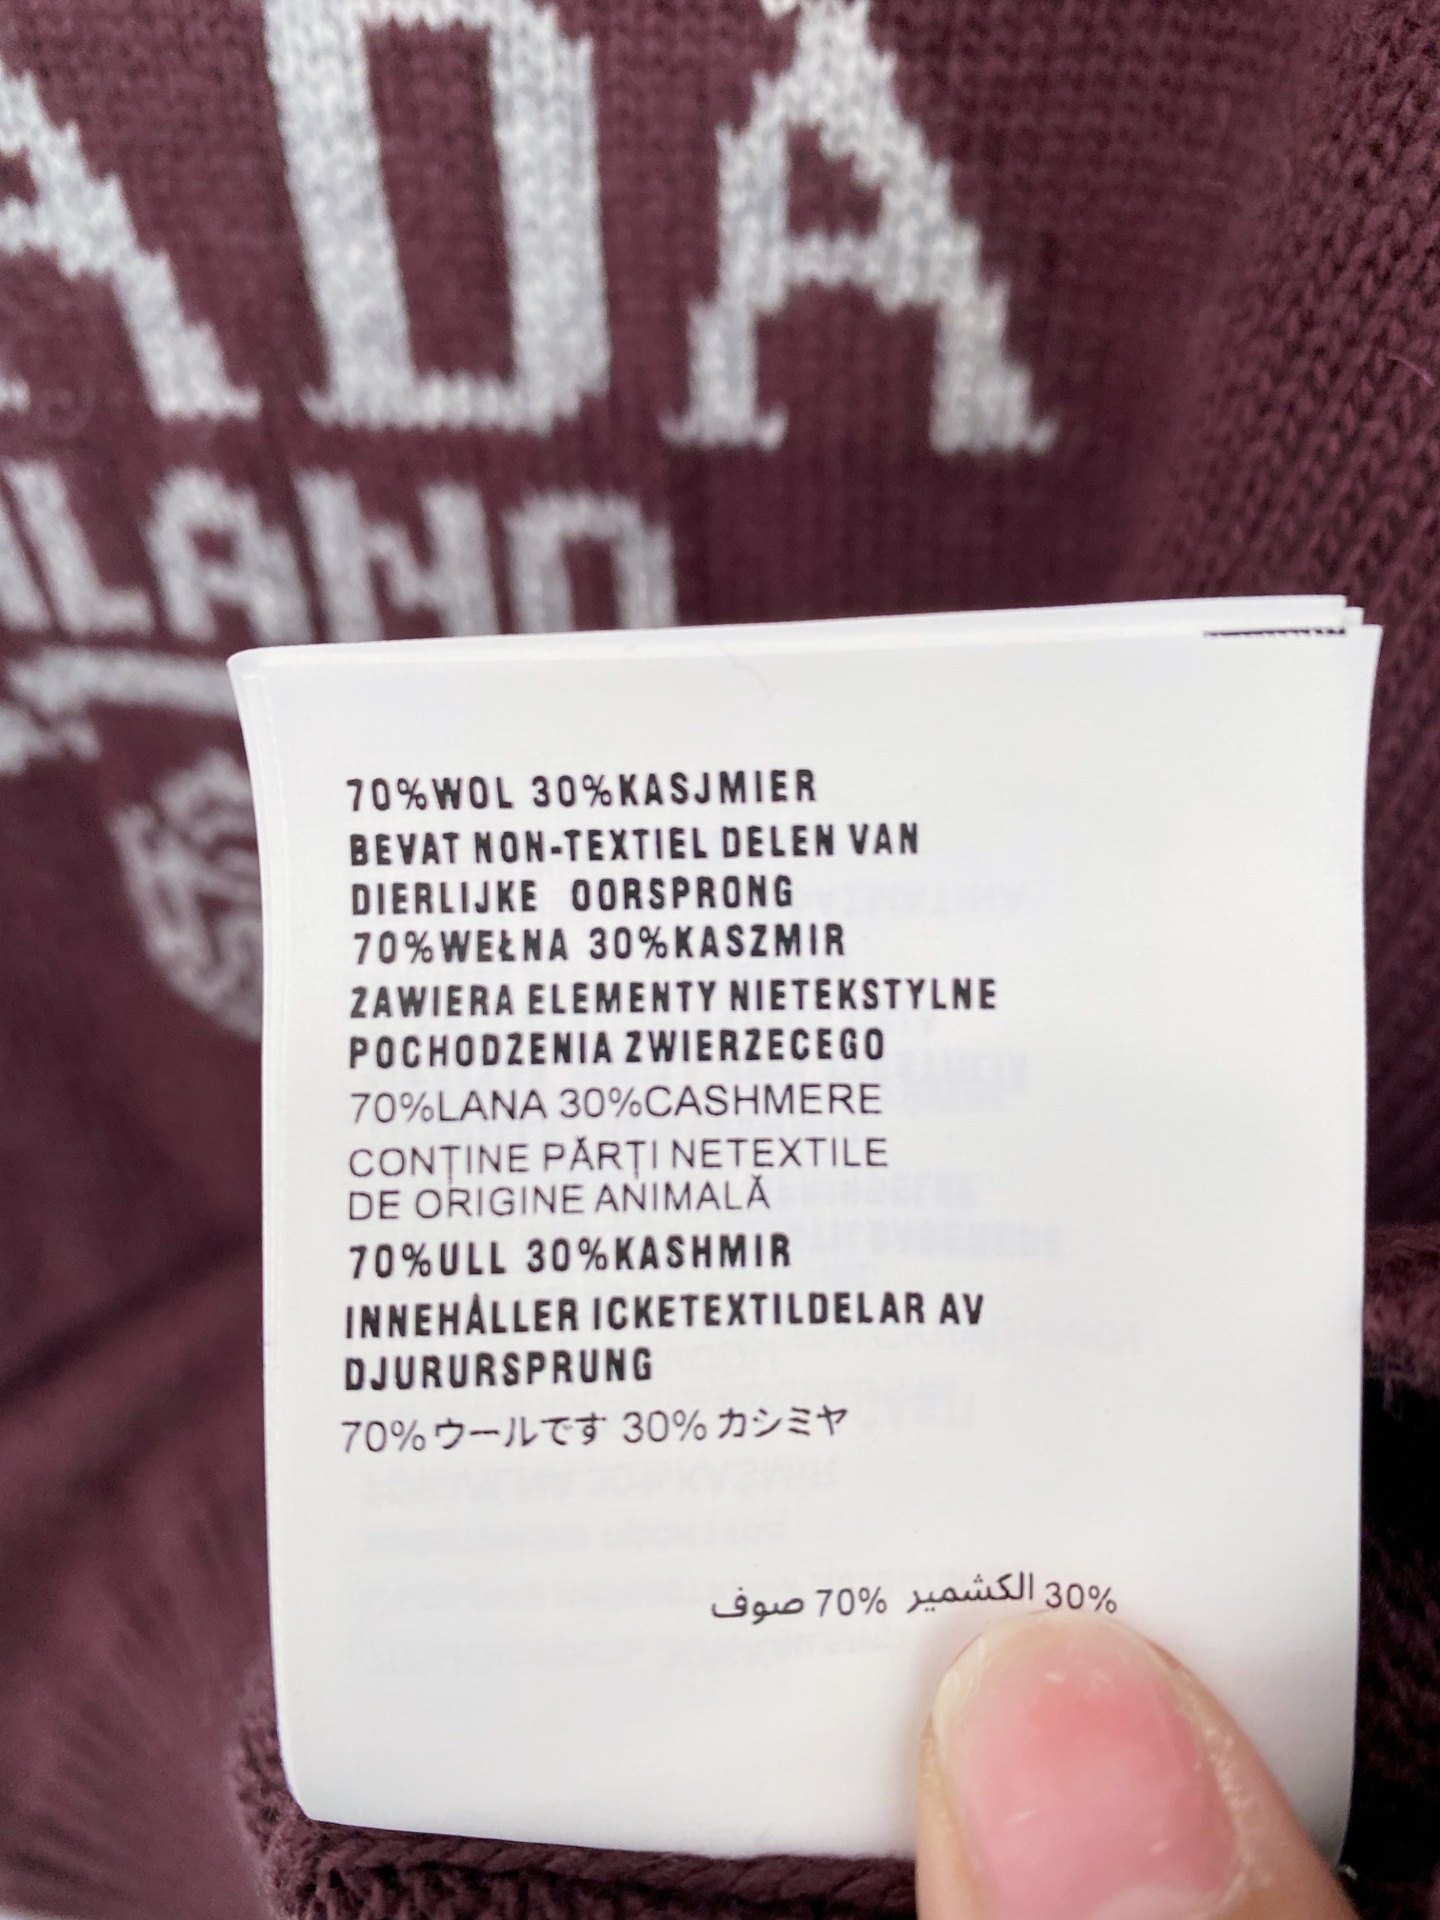 ADA
ILANO
70%WOL 30%KASJMIER
BEVAT NON-TEXTIEL DELEN VAN
DIERLIJKE OORSPRONG
70%WEŁNA 30%KASZMIR
ZAWIERA ELEMENTY NIETEKSTYLNE
POCHODZENIA ZWIERZECEGO
70%LANA 30%CASHMERE
CONȚINE PĂRȚI NETEXTILE
DE ORIGINE ANIMALĂ
70%ULL 30%KASHMIR
INNEHÅLLER ICKETEXTILDELAR AV
DJURURSPRUNG
70%ウールです 30%カシミヤ
30% الكشمير 70% صوف